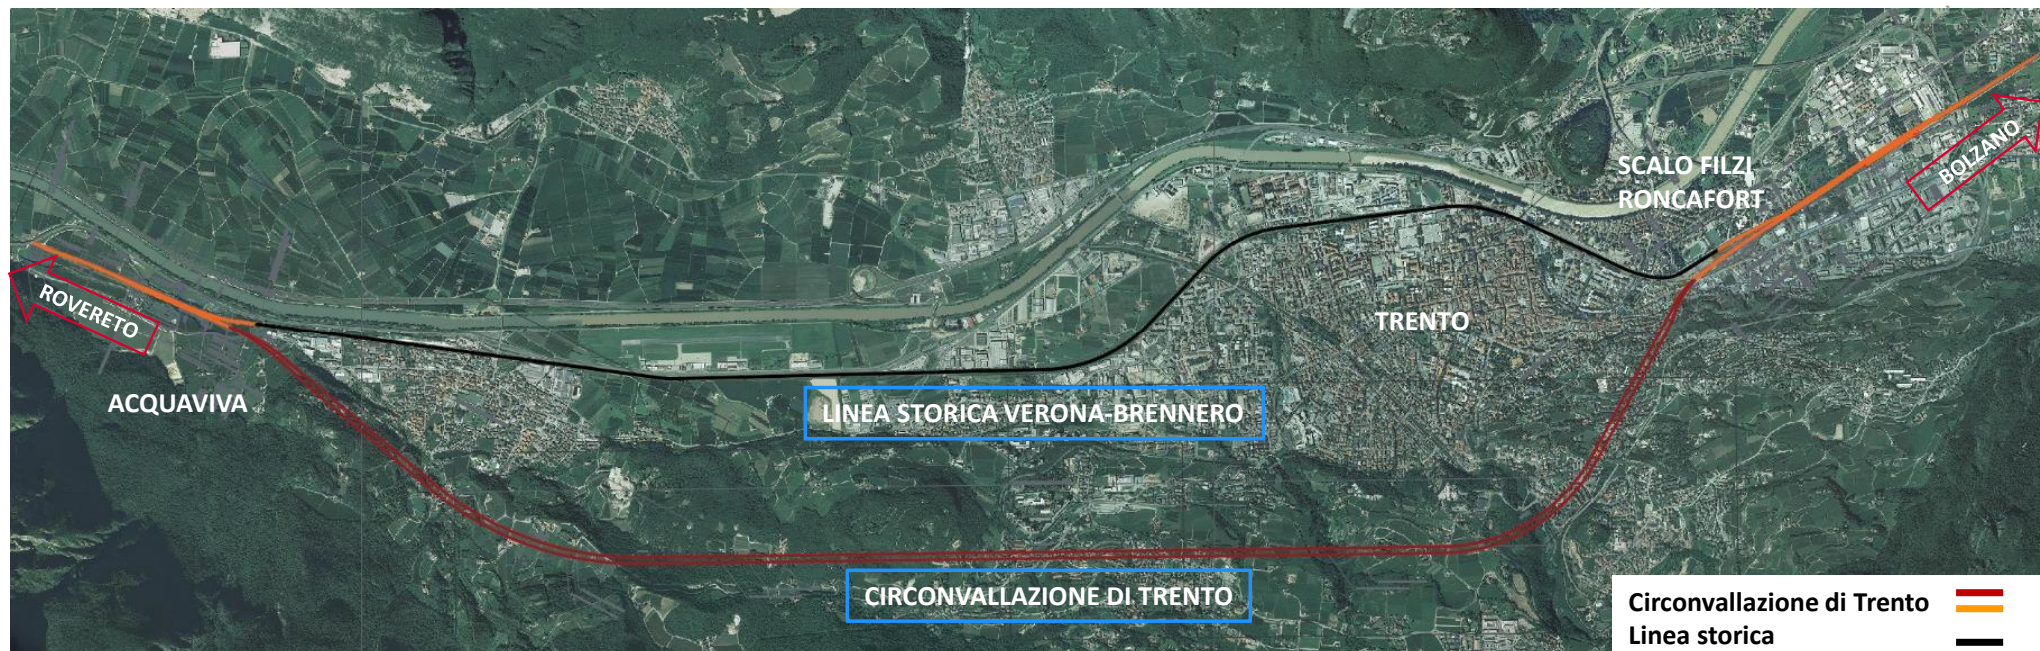 SCALO FILZI
RONCAFORT
BOLZANO
ROVERETO
TRENTO
ACQUAVIVA
LINEA STORICA VERONA-BRENNERO
CIRCONVALLAZIONE DI TRENTO
Circonvallazione di Trento
Linea storica